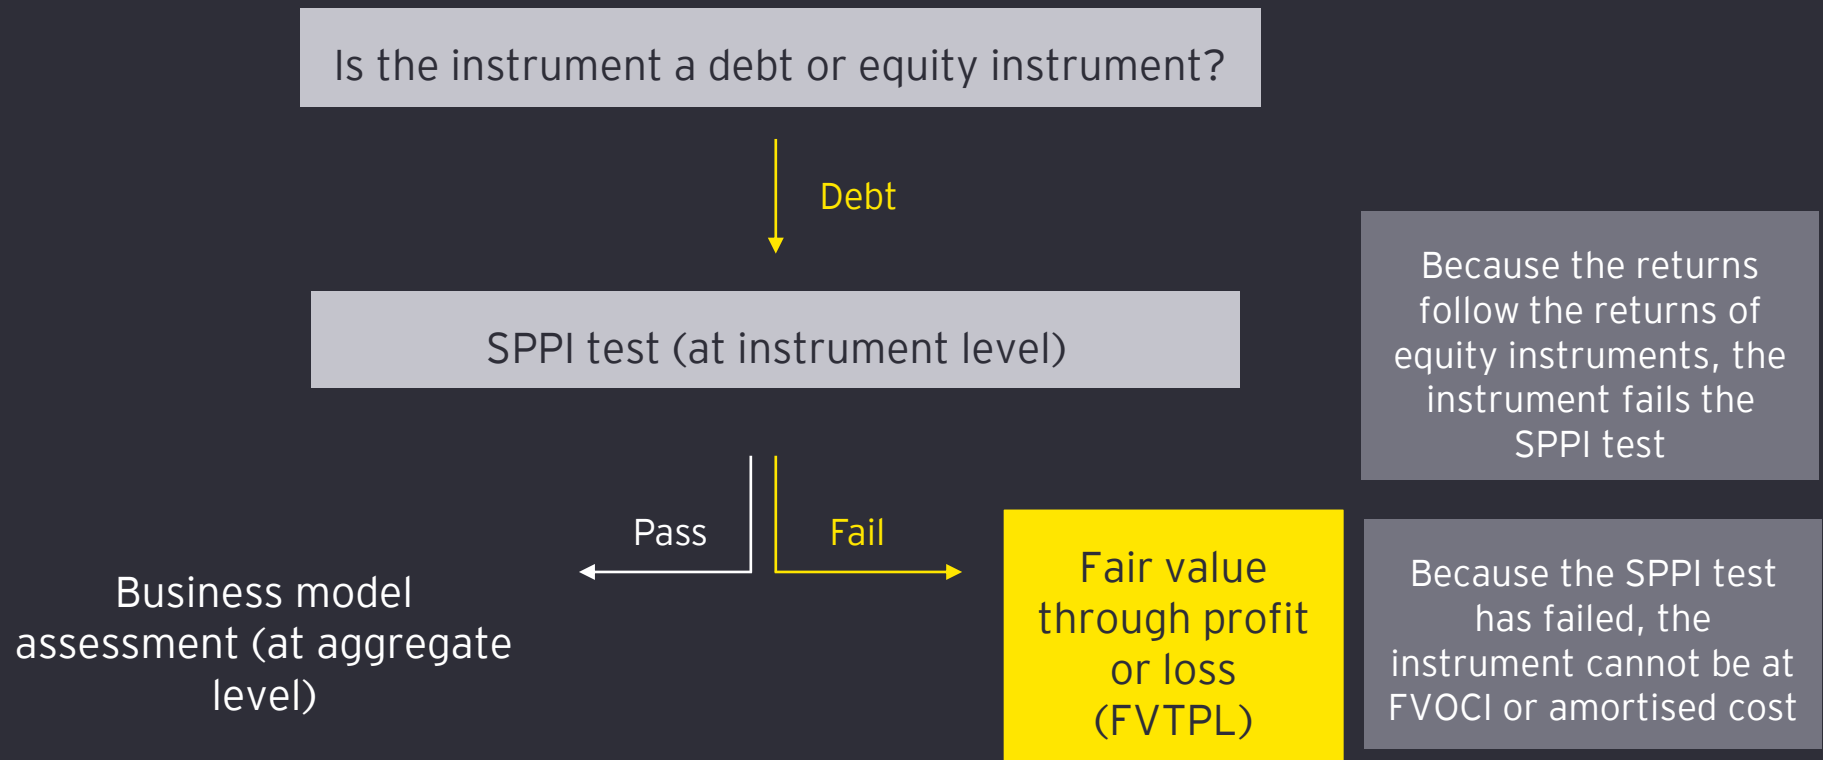 Is the instrument a debt or equity instrument?
Debt
SPPI test (at instrument level)
Because the returns
follow the returns of
equity instruments, the
instrument fails the
SPPI test
Pass
Fail
Business model
assessment (at aggregate
level)
Fair value
through profit
or loss
(FVTPL)
Because the SPPI test
has failed, the
instrument cannot be at
FVOCI or amortised cost